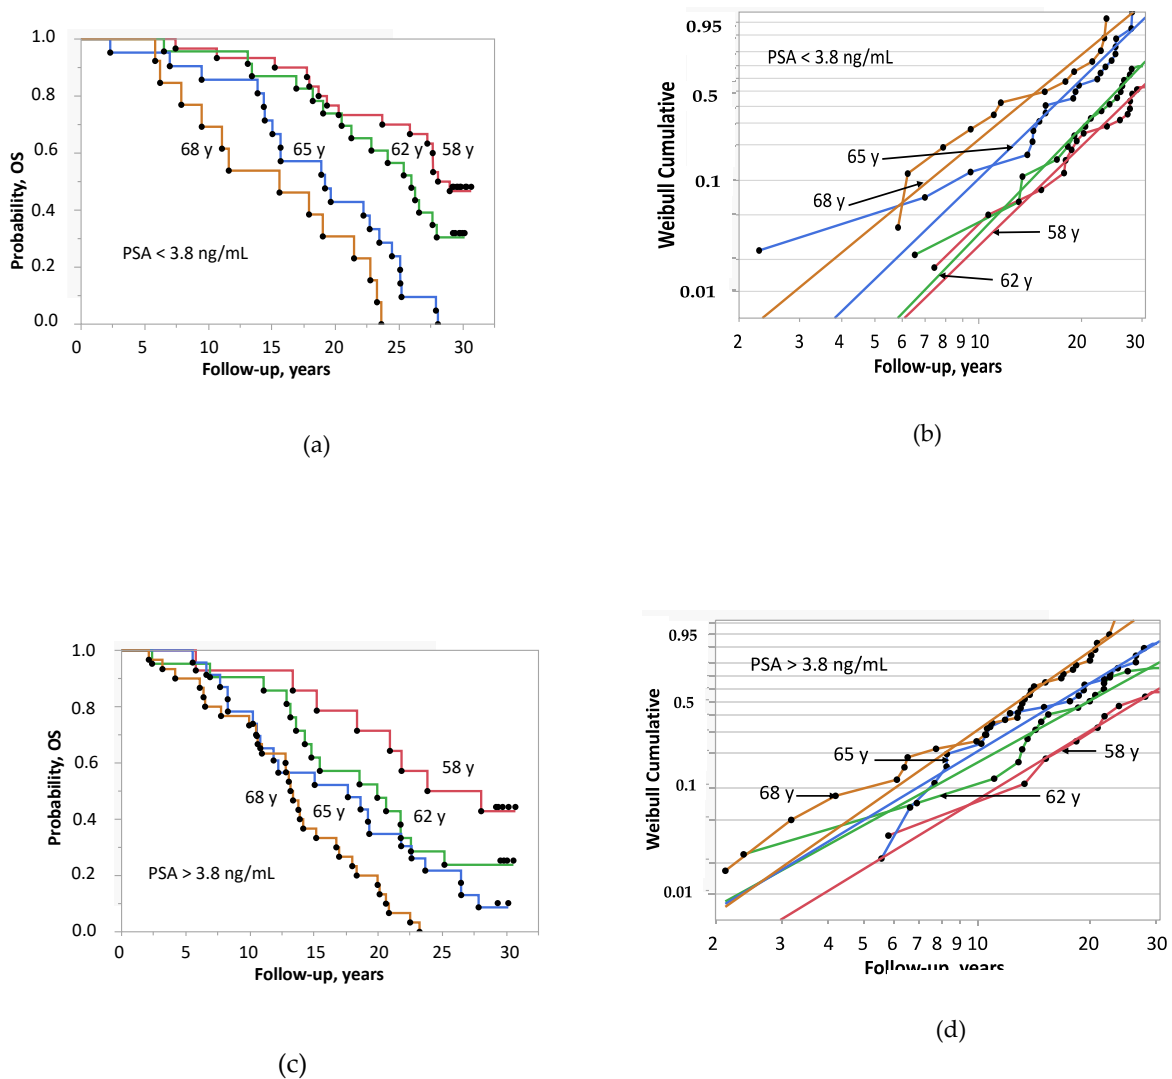 1.0
0.8
0.6
0.4
0.2
0.0
Probability, OS
68 y
65 y
62 y
58 y
PSA < 3.8 ng/mL
0 5 10 15 20 25 30
Follow-up, years
(a)
0.95
0.5
0.1
0.01
Weibull Cumulative
PSA < 3.8 ng/mL
65 y
68 y
58 y
62 y
2 3 4 5 6 7 8 9 10 20 30
Follow-up, years
(b)
1.0
0.8
0.6
0.4
0.2
0.0
Probability, OS
58 y
68 y
65 y
62 y
PSA > 3.8 ng/mL
0 5 10 15 20 25 30
Follow-up, years
(c)
0.95
0.5
0.1
0.01
Weibull Cumulative
PSA > 3.8 ng/mL
65 y
58 y
68 y
62 y
2 3 4 5 6 7 8 9 10 20 30
Follow-up, years
(d)